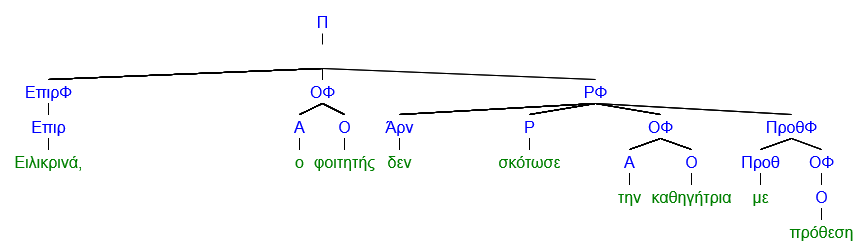 Π
ΕπιρΦ ΟΦ ΡΦ
Επιρ Α Ο Άρν Ρ ΟΦ ΠροθΦ
Ειλικρινά, ο φοιτητής δεν σκότωσε Α Ο Προθ ΟΦ
την καθηγήτρια με Ο
πρόθεση